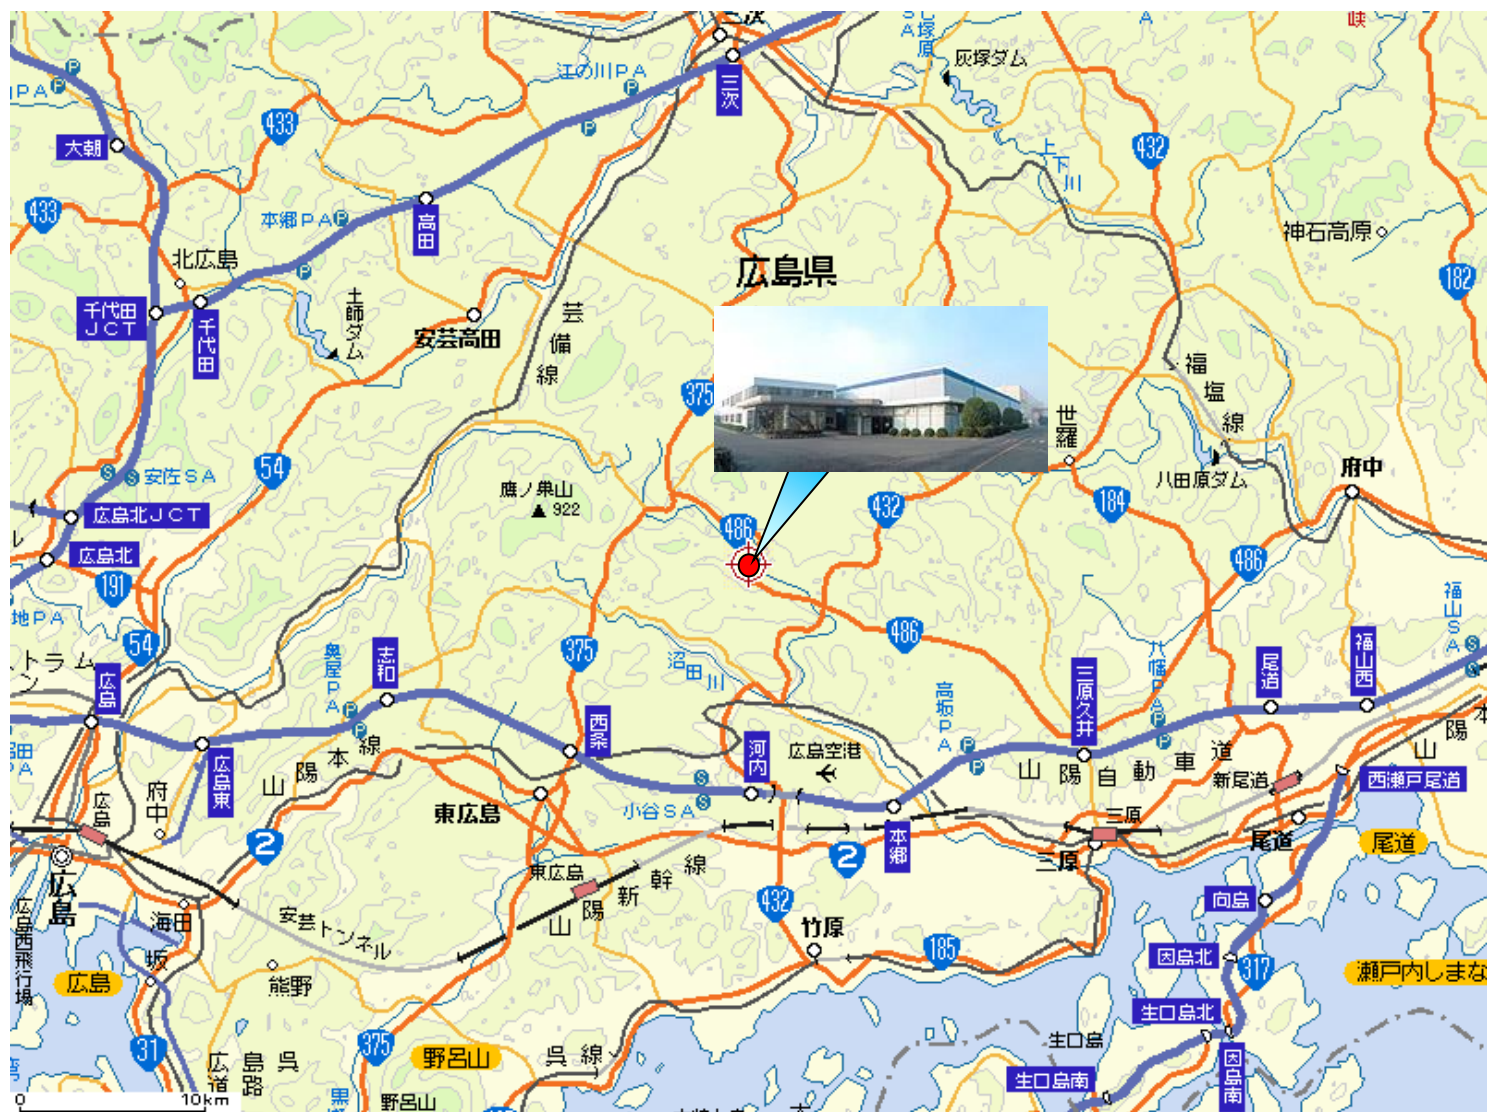 三次
江の川PA
三次
灰塚ダム
433
大朝
432
上下川
433
本郷PA
高田
神石高原
北広島
広島県
182
千代田
JCT
千代田
土師ダム
安芸高田
芸備線
福塩線
375
世羅
府中
54
安佐SA
八田原ダム
鷹ノ巣山
922
432
184
広島北JCT
486
広島北
486
191
福山SA
54
486
375
沼田川
奥屋PA
志和
高坂PA
八幡PA
三原久井
尾道
福山西
広島
西条
広島東
山陽本線
河内
広島空港
山陽自動車道
新尾道
西瀬戸尾道
府中
広島
東広島
小谷SA
本郷
三原
三原
尾道
尾道
2
2
東広島
山陽新幹線
広島
海田
安芸トンネル
432
竹原
185
向島
広島西飛行場
坂
広島
熊野
因島北
317
瀬戸内しまな
生口島北
生口島
因島南
31
375
野呂山
呉線
広島呉道路
生口島南
野呂山
0
10km